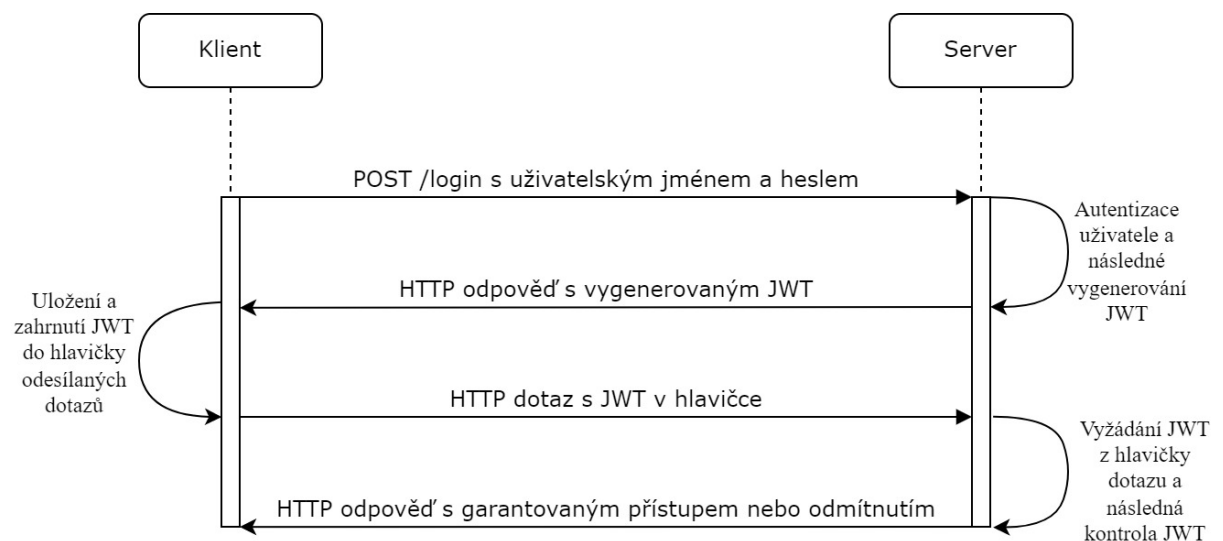 Klient
Server
POST /login s uživatelským jménem a heslem
Autentizace
uživatele a
následné
vygenerování
JWT
HTTP odpověď s vygenerovaným JWT
Uložení a
zahrnutí JWT
do hlavičky
odesílaných
dotazů
HTTP dotaz s JWT v hlavičce
Vyžádání JWT
z hlavičky
dotazu a
následná
kontrola JWT
HTTP odpověď s garantovaným přístupem nebo odmítnutím